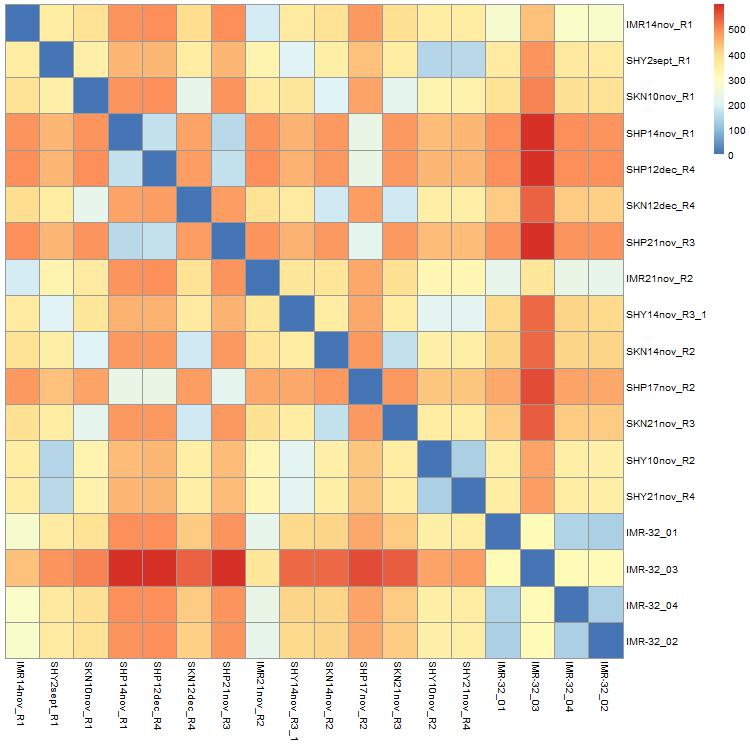 IMR14nov_R1
SHY2sept_R1
SKN10nov_R1
SHP14nov_R1
SHP12dec_R4
SKN12dec_R4
SHP21nov_R3
IMR21nov_R2
SHY14nov_R3_1
SKN14nov_R2
SHP17nov_R2
SKN21nov_R3
SHY10nov_R2
SHY21nov_R4
IMR-32_01
IMR-32_03
IMR-32_04
IMR-32_02
500
400
300
200
100
0
IMR14nov_R1
SHY2sept_R1
SKN10nov_R1
SHP14nov_R1
SHP12dec_R4
SKN12dec_R4
SHP21nov_R3
IMR21nov_R2
SHY14nov_R3_1
SKN14nov_R2
SHP17nov_R2
SKN21nov_R3
SHY10nov_R2
SHY21nov_R4
IMR-32_01
IMR-32_03
IMR-32_04
IMR-32_02